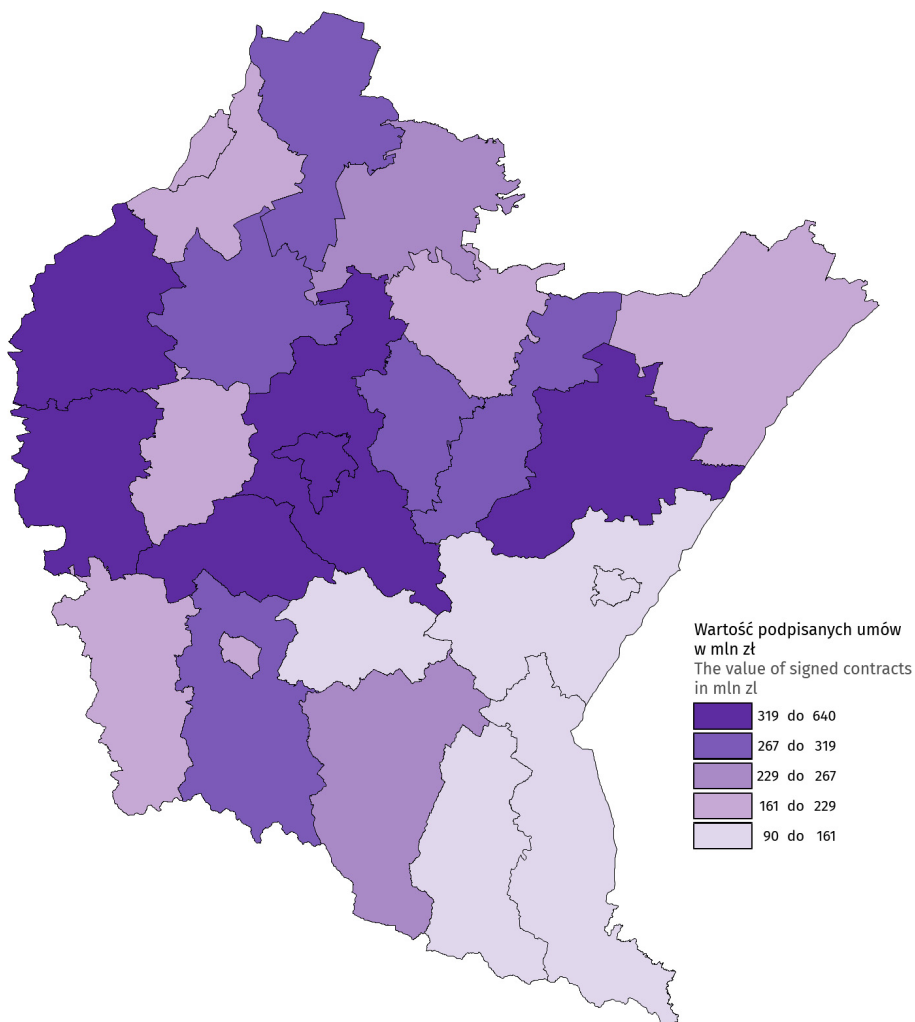 Wartość podpisanych umów
w mln zł
The value of signed contracts
in mln zl
319 do 640
267 do 319
229 do 267
161 do 229
90 do 161